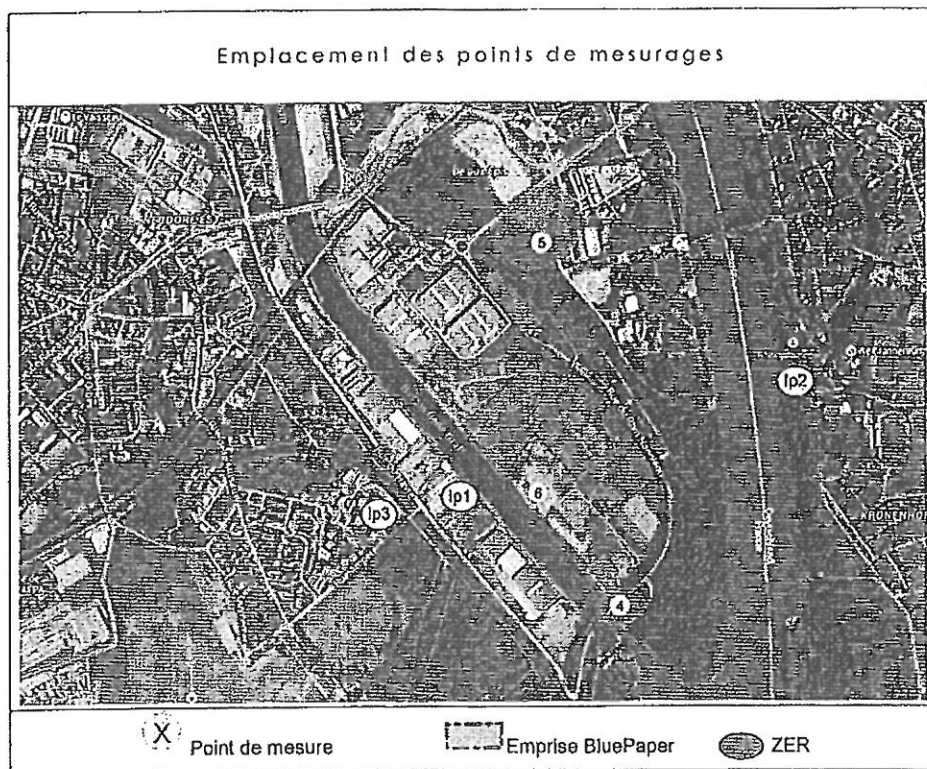 Emplacement des points de mesurages
5
lp2
lp1
6
lp3
KRONENHOF
4
X Point de mesure
Emprise BluePaper
ZER